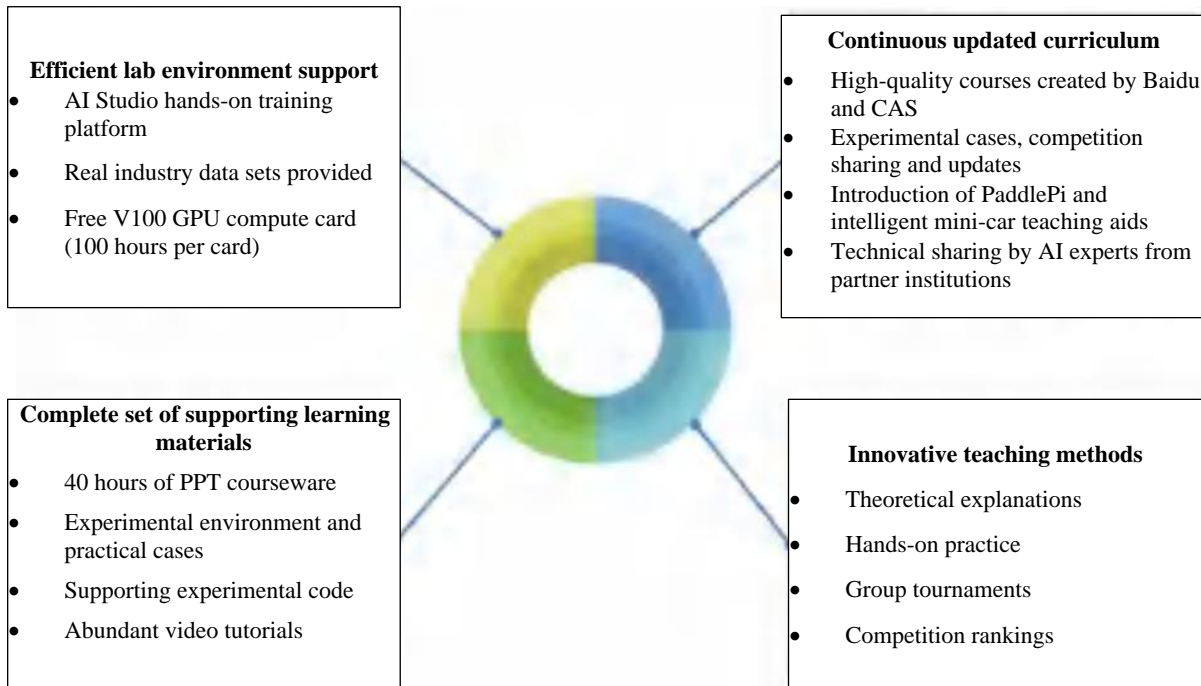 Efficient lab environment support
• AI Studio hands-on training
platform
• Real industry data sets provided
• Free V100 GPU compute card
(100 hours per card)
Continuous updated curriculum
• High-quality courses created by Baidu
and CAS
• Experimental cases, competition
sharing and updates
• Introduction of PaddlePi and
intelligent mini-car teaching aids
• Technical sharing by AI experts from
partner institutions
Complete set of supporting learning
materials
• 40 hours of PPT courseware
• Experimental environment and
practical cases
• Supporting experimental code
• Abundant video tutorials
Innovative teaching methods
• Theoretical explanations
• Hands-on practice
• Group tournaments
• Competition rankings